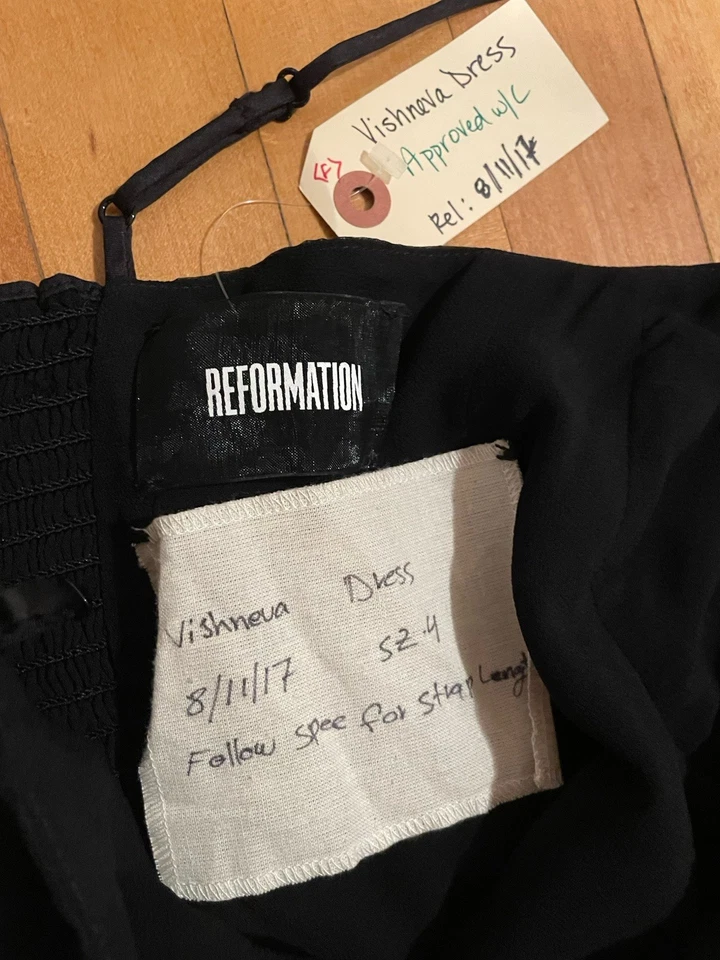 Vishneva Dress
<F>
Approved w/c
Rel: 8/11/17
REFORMATION
Vishneva Dress
8/11/17 SZ.4
Follow spec for strap Lengt